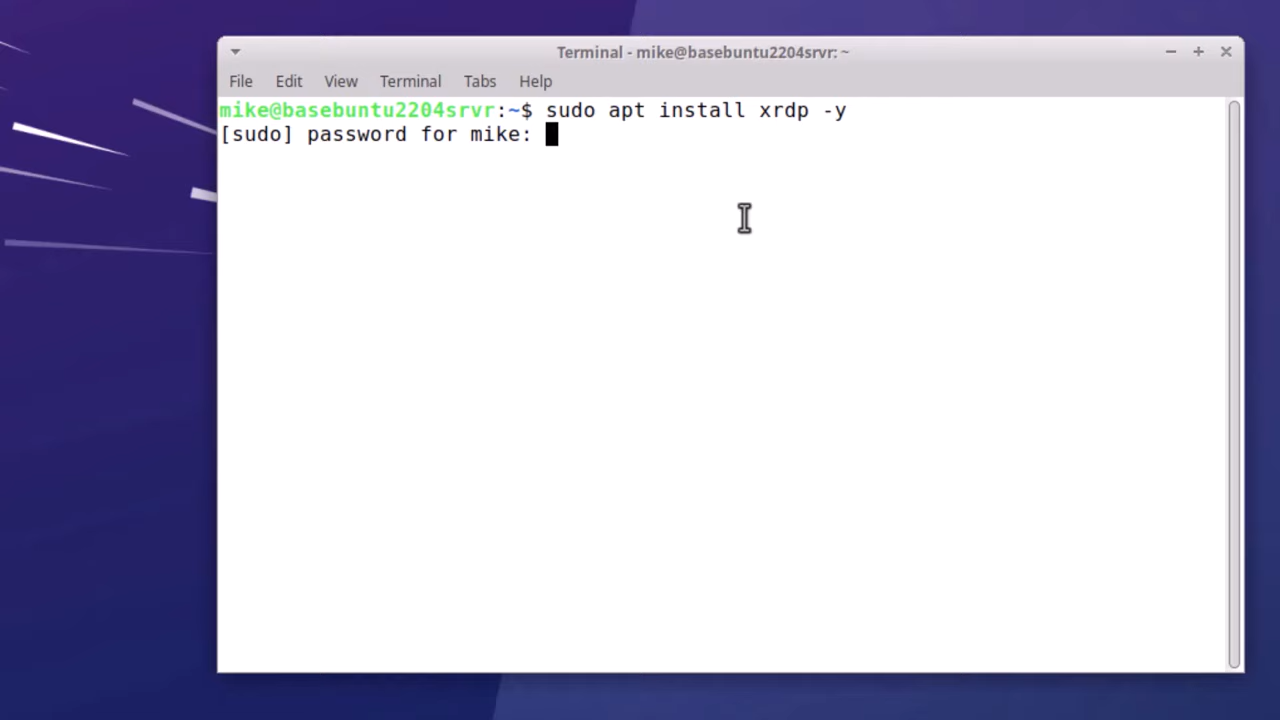 Terminal - mike@basebuntu2204srvr: ~
File Edit View Terminal Tabs Help
mike@basebuntu2204srvr:~$ sudo apt install xrdp -y
[sudo] password for mike: